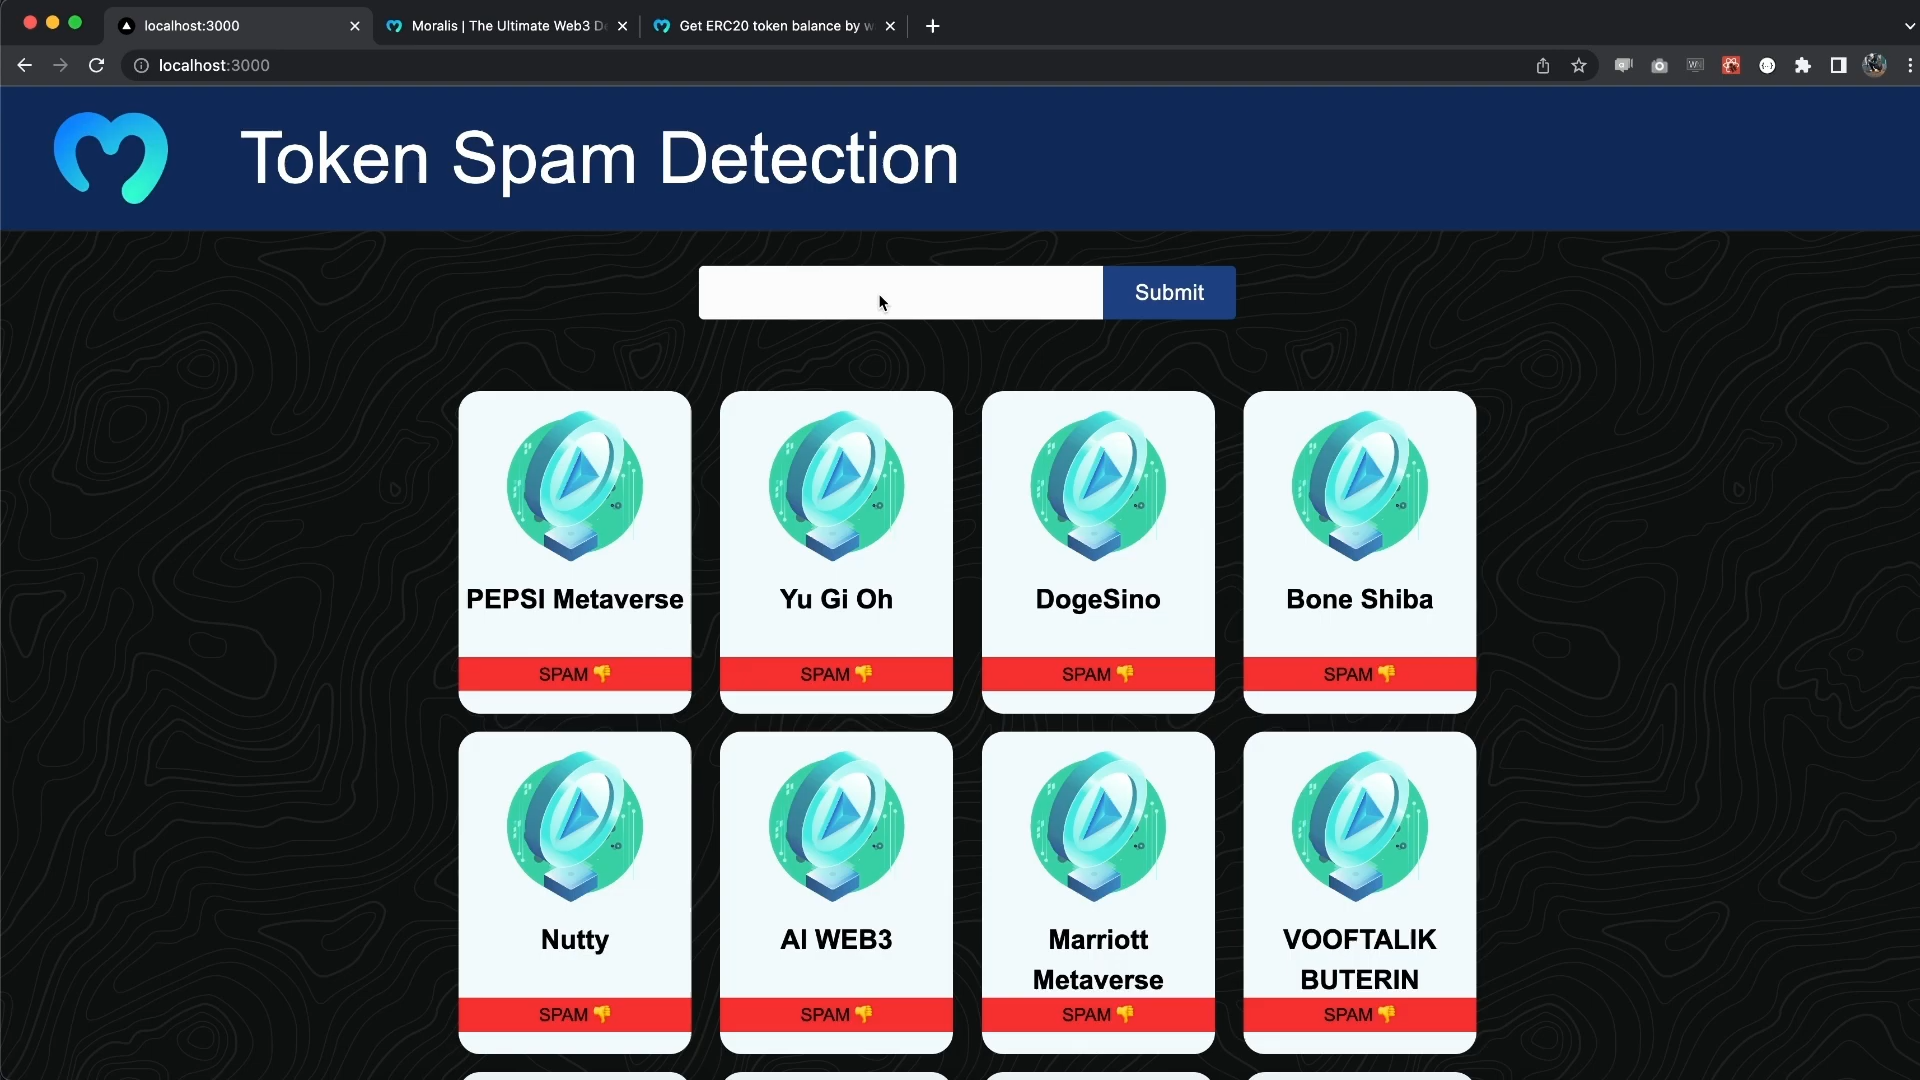 localhost:3000
Moralis | The Ultimate Web3 De
Get ERC20 token balance by w
localhost:3000
Token Spam Detection
Submit
PEPSI Metaverse
Yu Gi Oh
DogeSino
Bone Shiba
SPAM 👎
SPAM 👎
SPAM 👎
SPAM 👎
Nutty
AI WEB3
Marriott
Metaverse
VOOFTALIK
BUTERIN
SPAM 👎
SPAM 👎
SPAM 👎
SPAM 👎